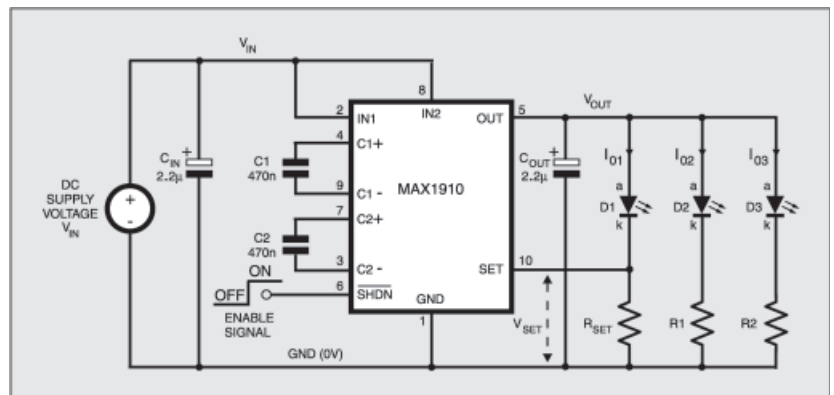 VIN
8
2
IN1
IN2
OUT
5
VOUT
4
C1+
CIN
+
2.2μ
C1
470n
9
C1 -
MAX1910
COUT
+
2.2μ
I01
I02
I03
a
a
a
D1
D2
D3
k
k
k
DC
SUPPLY
VOLTAGE
VIN
+
-
7
C2+
C2
470n
3
C2 -
SET
10
ON
OFF
6
SHDN
ENABLE
SIGNAL
GND
1
VSET
RSET
R1
R2
GND (0V)